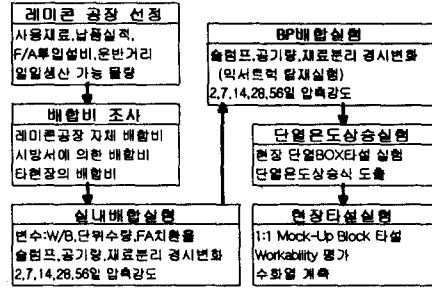 레미콘 공장 선정
사용재료,납품실적,
F/A투입설비,운반거리
일일생산 가능 물량
배합비 조사
레미콘공장 자체 배합비
시방서에 의한 배합비
타현장의 배합비
실내배합실험
변수:W/B,단위수량,FA치환율
슬럼프,공기량,재료분리 경시변화
2,7,14,28,56일 압축강도
BP배합실험
슬럼프,공기량,재료분리 경시변화
(믹서트럭 탑재실험)
2,7,14,28,56일 압축강도
단열온도상승실험
현장 단열BOX타설 실험
단열온도상승식 도출
현장타설실험
1:1 Mock-Up Block 타설
Workability 평가
수화열 계측